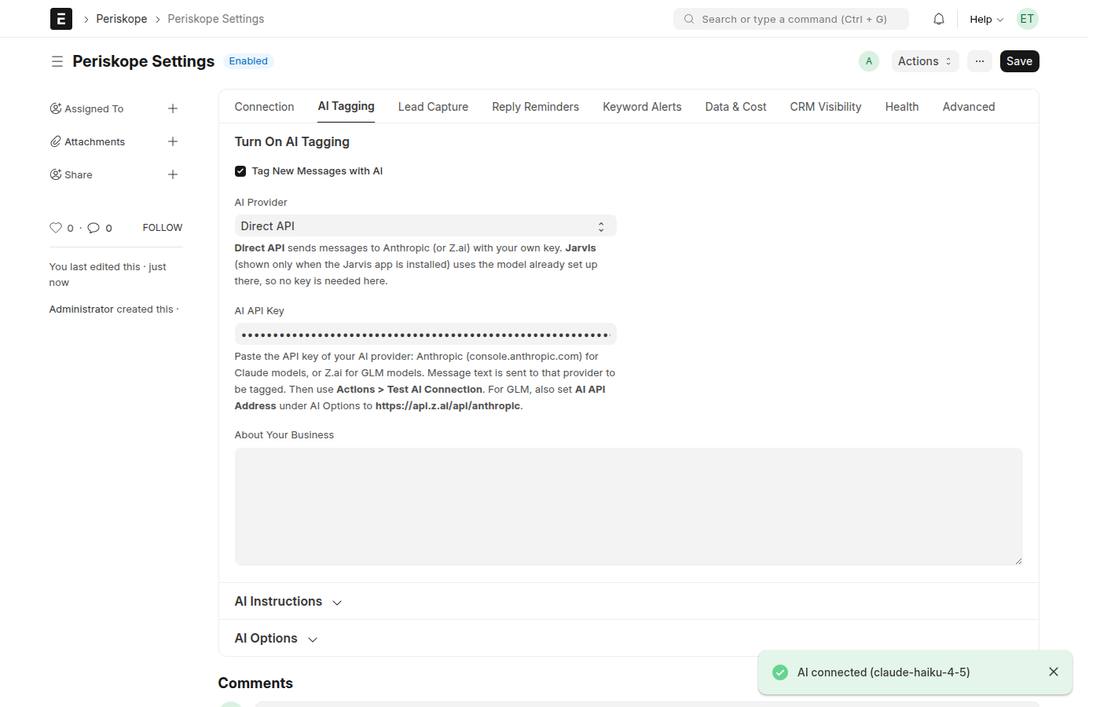 Periskope
Periskope Settings
Search or type a command (Ctrl + G)
Help
ET
Periskope Settings
Enabled
A
Actions
Save
Assigned To
Attachments
Share
0 · 0
FOLLOW
You last edited this · just
now
Administrator created this ·
Connection
AI Tagging
Lead Capture
Reply Reminders
Keyword Alerts
Data & Cost
CRM Visibility
Health
Advanced
Turn On AI Tagging
Tag New Messages with AI
AI Provider
Direct API
Direct API sends messages to Anthropic (or Z.ai) with your own key. Jarvis
(shown only when the Jarvis app is installed) uses the model already set up
there, so no key is needed here.
AI API Key
Paste the API key of your AI provider: Anthropic (console.anthropic.com) for
Claude models, or Z.ai for GLM models. Message text is sent to that provider to
be tagged. Then use Actions > Test AI Connection. For GLM, also set AI API
Address under AI Options to https://api.z.ai/api/anthropic.
About Your Business
AI Instructions
AI Options
AI connected (claude-haiku-4-5)
Comments